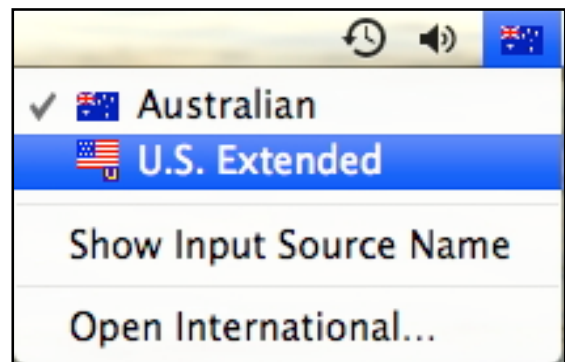 Australian
U.S. Extended
Show Input Source Name
Open International...